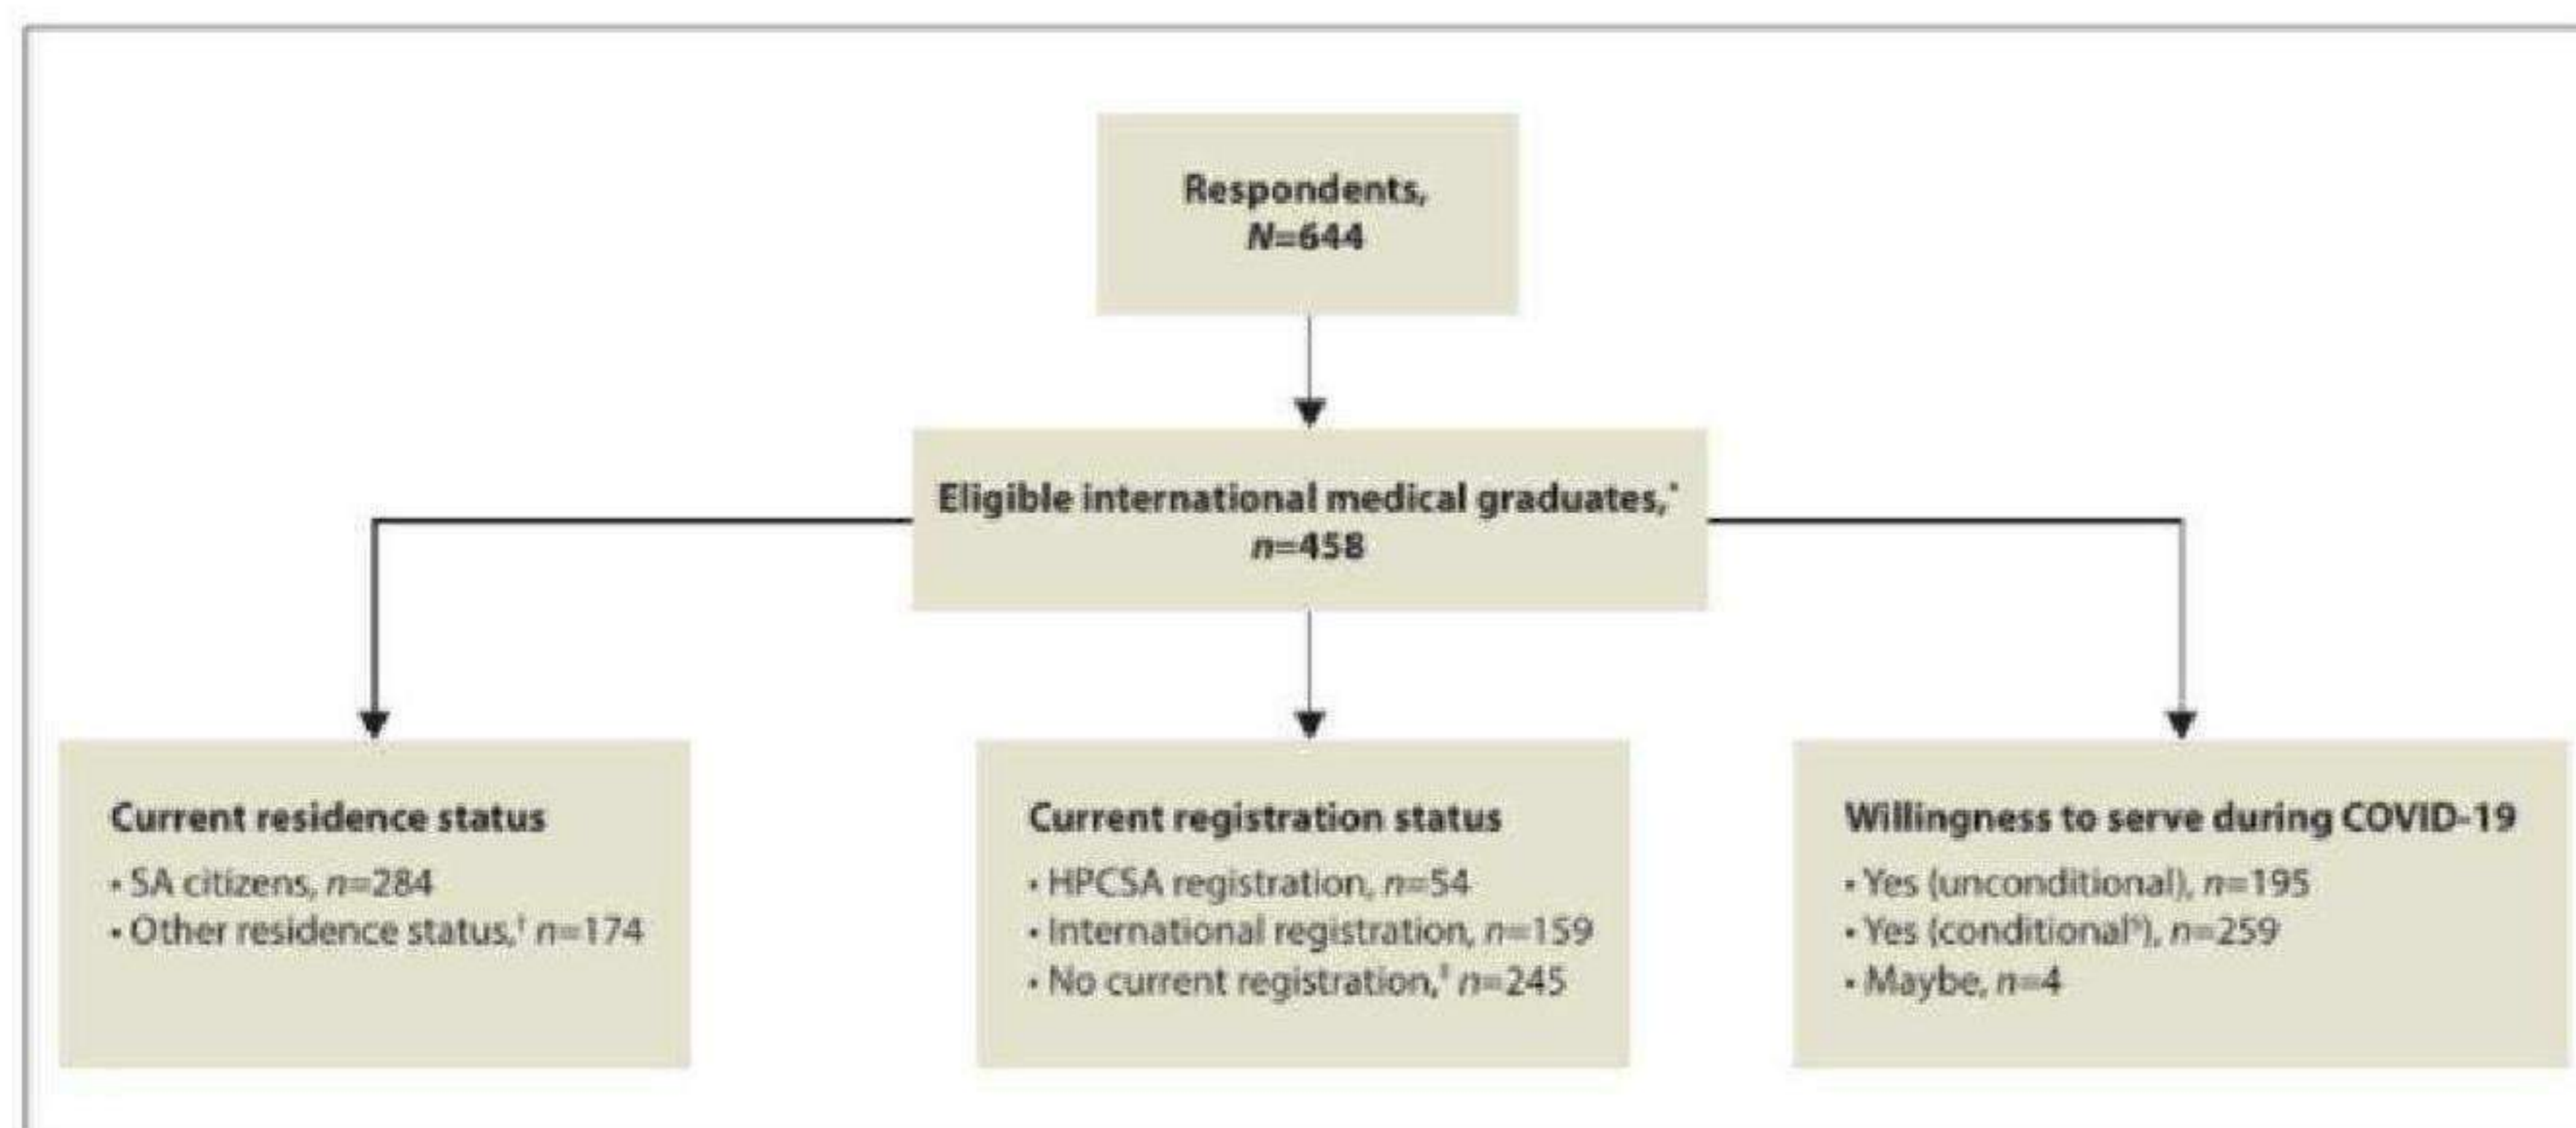 Respondents,
N=644
Eligible international medical graduates,*
n=458
Current residence status
• SA citizens, n=284
• Other residence status,† n=174
Current registration status
• HPCSA registration, n=54
• International registration, n=159
• No current registration,‡ n=245
Willingness to serve during COVID-19
• Yes (unconditional), n=195
• Yes (conditional§), n=259
• Maybe, n=4